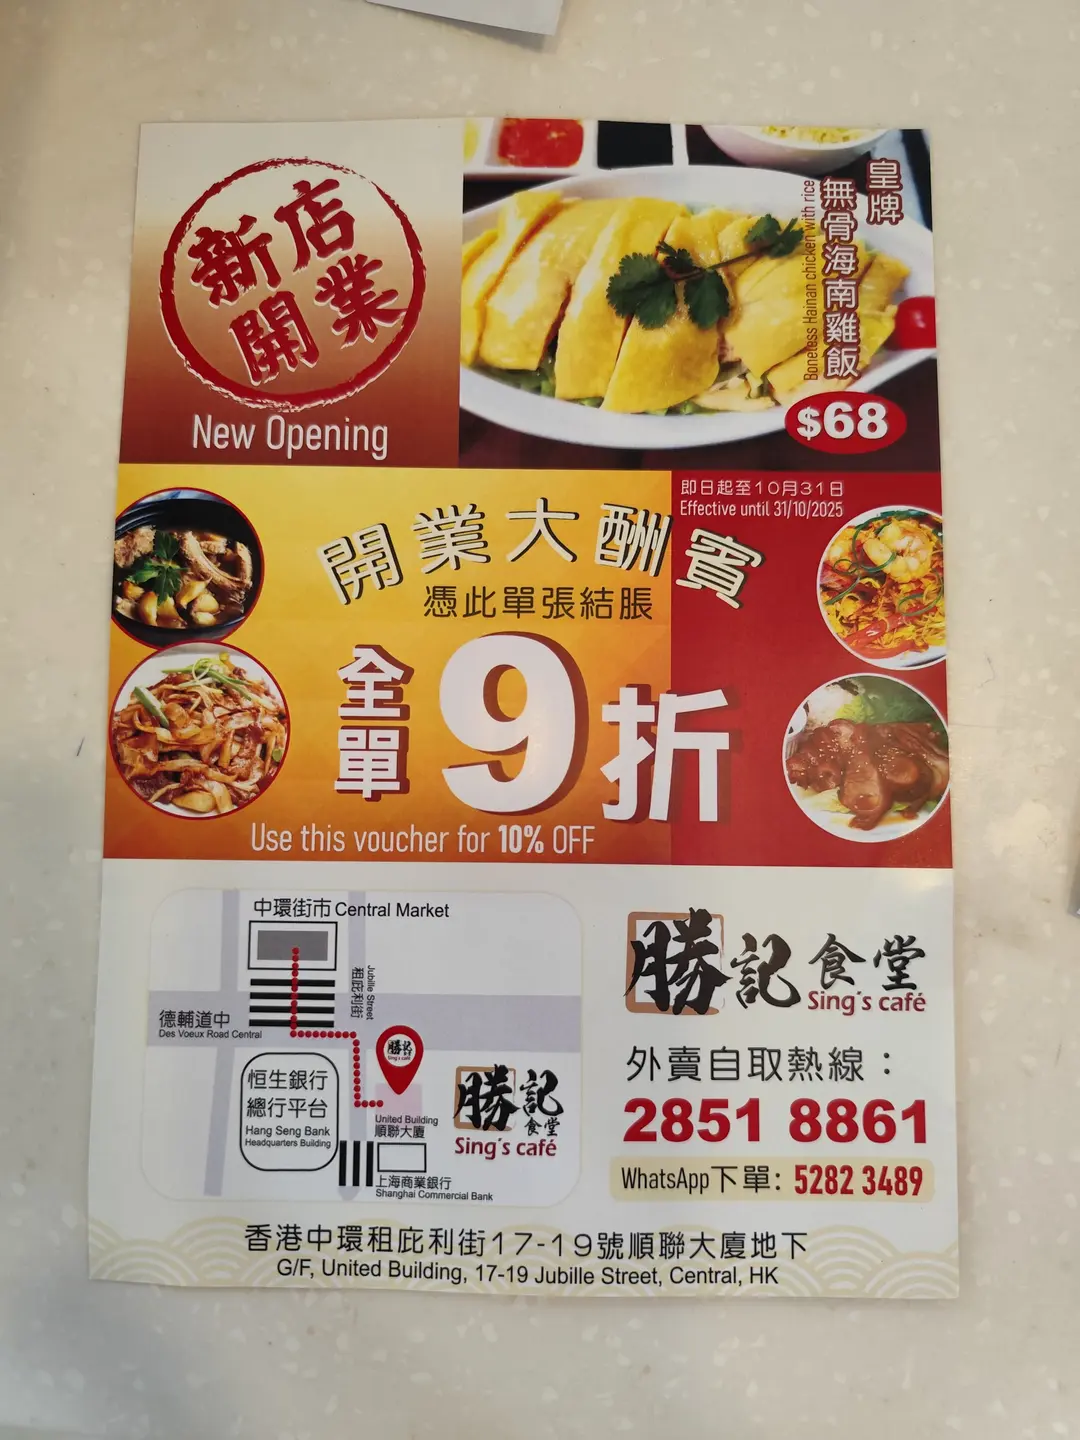 新店
開業
New Opening
皇牌
無骨海南雞飯
Boneless Hainan chicken with rice
$68
即日起至10月31日
Effective until 31/10/2025
開業大酬賓
憑此單張結賬
全單9折
Use this voucher for 10% OFF
中環街市 Central Market
租庇利街
Jubille Street
德輔道中
Des Voeux Road Central
勝記
Sing's café
恒生銀行
總行平台
Hang Seng Bank
Headquarters Building
United Building
順聯大廈
勝記食堂
Sing's café
上海商業銀行
Shanghai Commercial Bank
勝記食堂
Sing's café
外賣自取熱線：
2851 8861
WhatsApp下單: 5282 3489
香港中環租庇利街17-19號順聯大廈地下
G/F, United Building, 17-19 Jubille Street, Central, HK